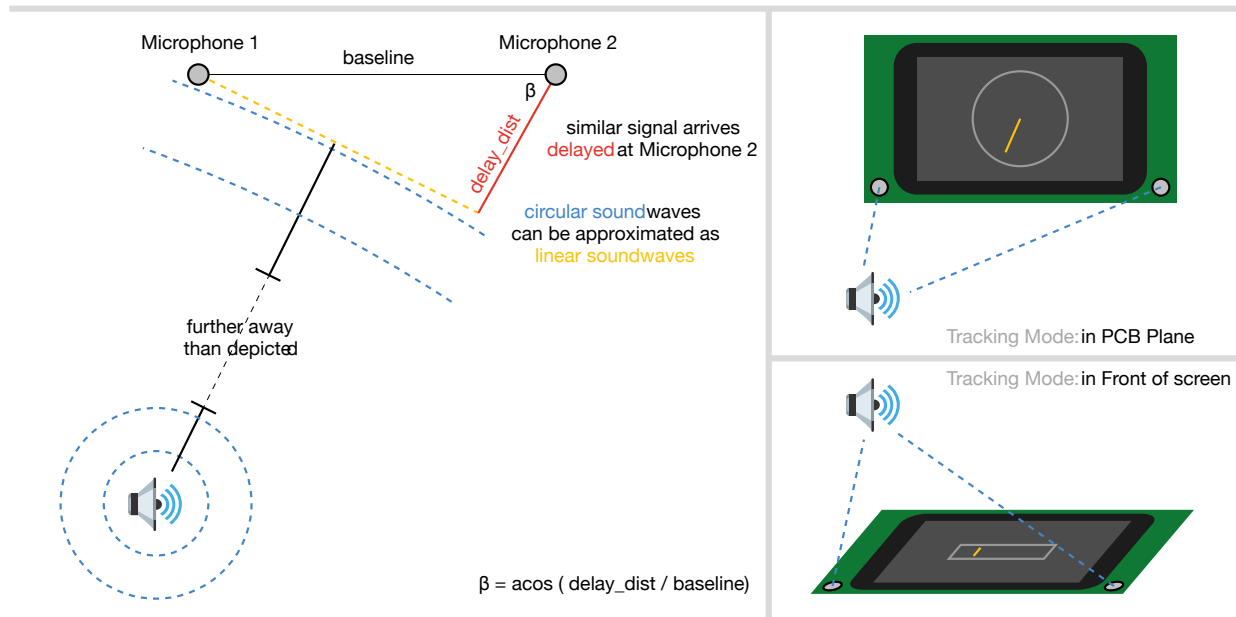 Microphone 1
Microphone 2
baseline
β
delay_dist
similar signal arrives
delayed at Microphone 2
circular sound waves
can be approximated as
linear soundwaves
further away
than depicted
β = acos ( delay_dist / baseline)
Tracking Mode: in PCB Plane
Tracking Mode: in Front of screen